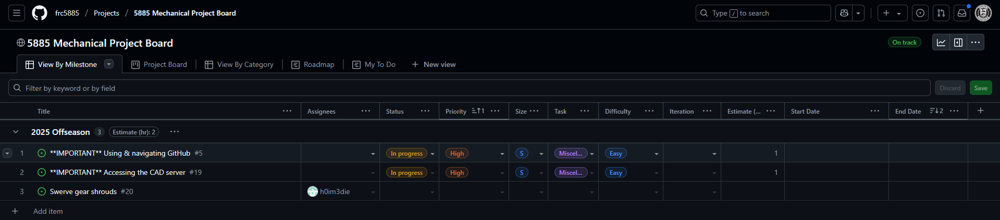 frc5885 / Projects / 5885 Mechanical Project Board Type / to search
5885 Mechanical Project Board On track
View By Milestone Project Board View By Category Roadmap My To Do + New view
Filter by keyword or by field Discard Save
Title Assignees Status Priority 1 Size Task Difficulty Iteration Estimate (... Start Date End Date 2
2025 Offseason 3 Estimate (hr): 2
1 **IMPORTANT** Using & navigating GitHub #5 In progress High S Miscel... Easy 1
2 **IMPORTANT** Accessing the CAD server #19 In progress High S Miscel... Easy 1
3 Swerve gear shrouds #20 h0im3die
+ Add item